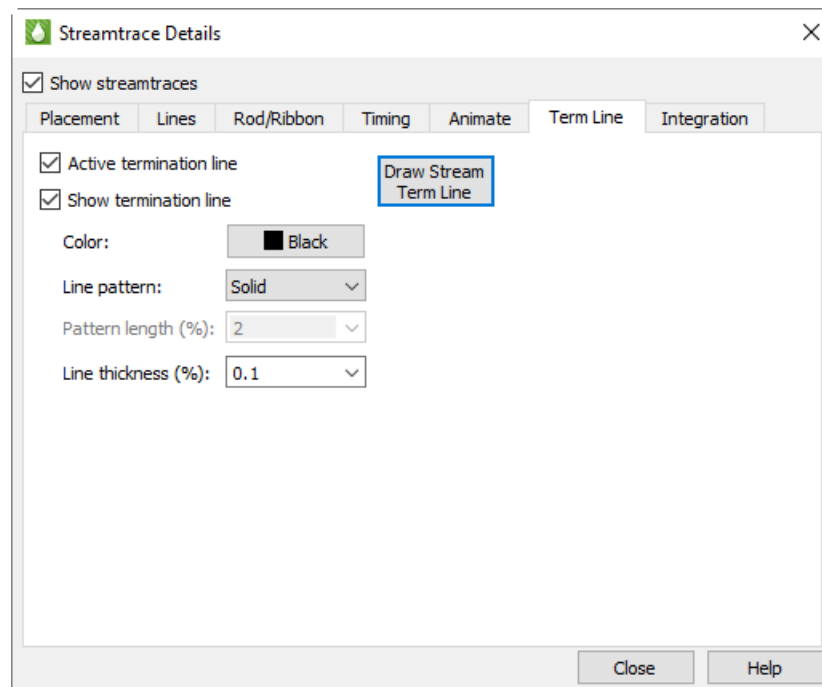 Streamtrace Details
Show streamtraces
Placement Lines Rod/Ribbon Timing Animate Term Line Integration
Active termination line
Draw Stream
Term Line
Show termination line
Color: Black
Line pattern: Solid
Pattern length (%): 2
Line thickness (%): 0.1
Close Help